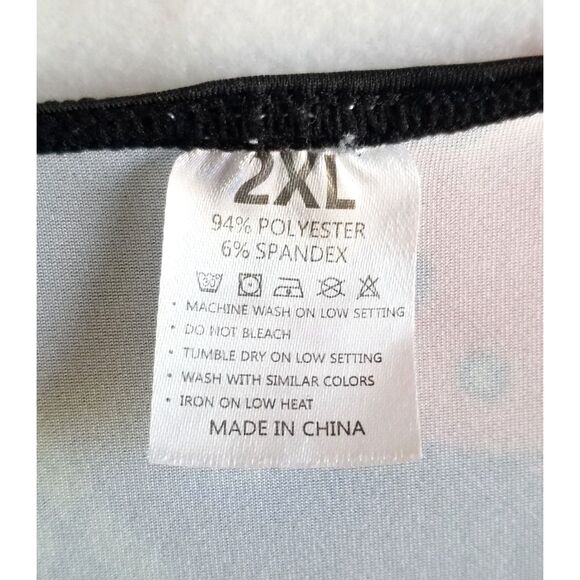 2XL
94% POLYESTER
6% SPANDEX
30
• MACHINE WASH ON LOW SETTING
• DO NOT BLEACH
• TUMBLE DRY ON LOW SETTING
• WASH WITH SIMILAR COLORS
• IRON ON LOW HEAT
MADE IN CHINA